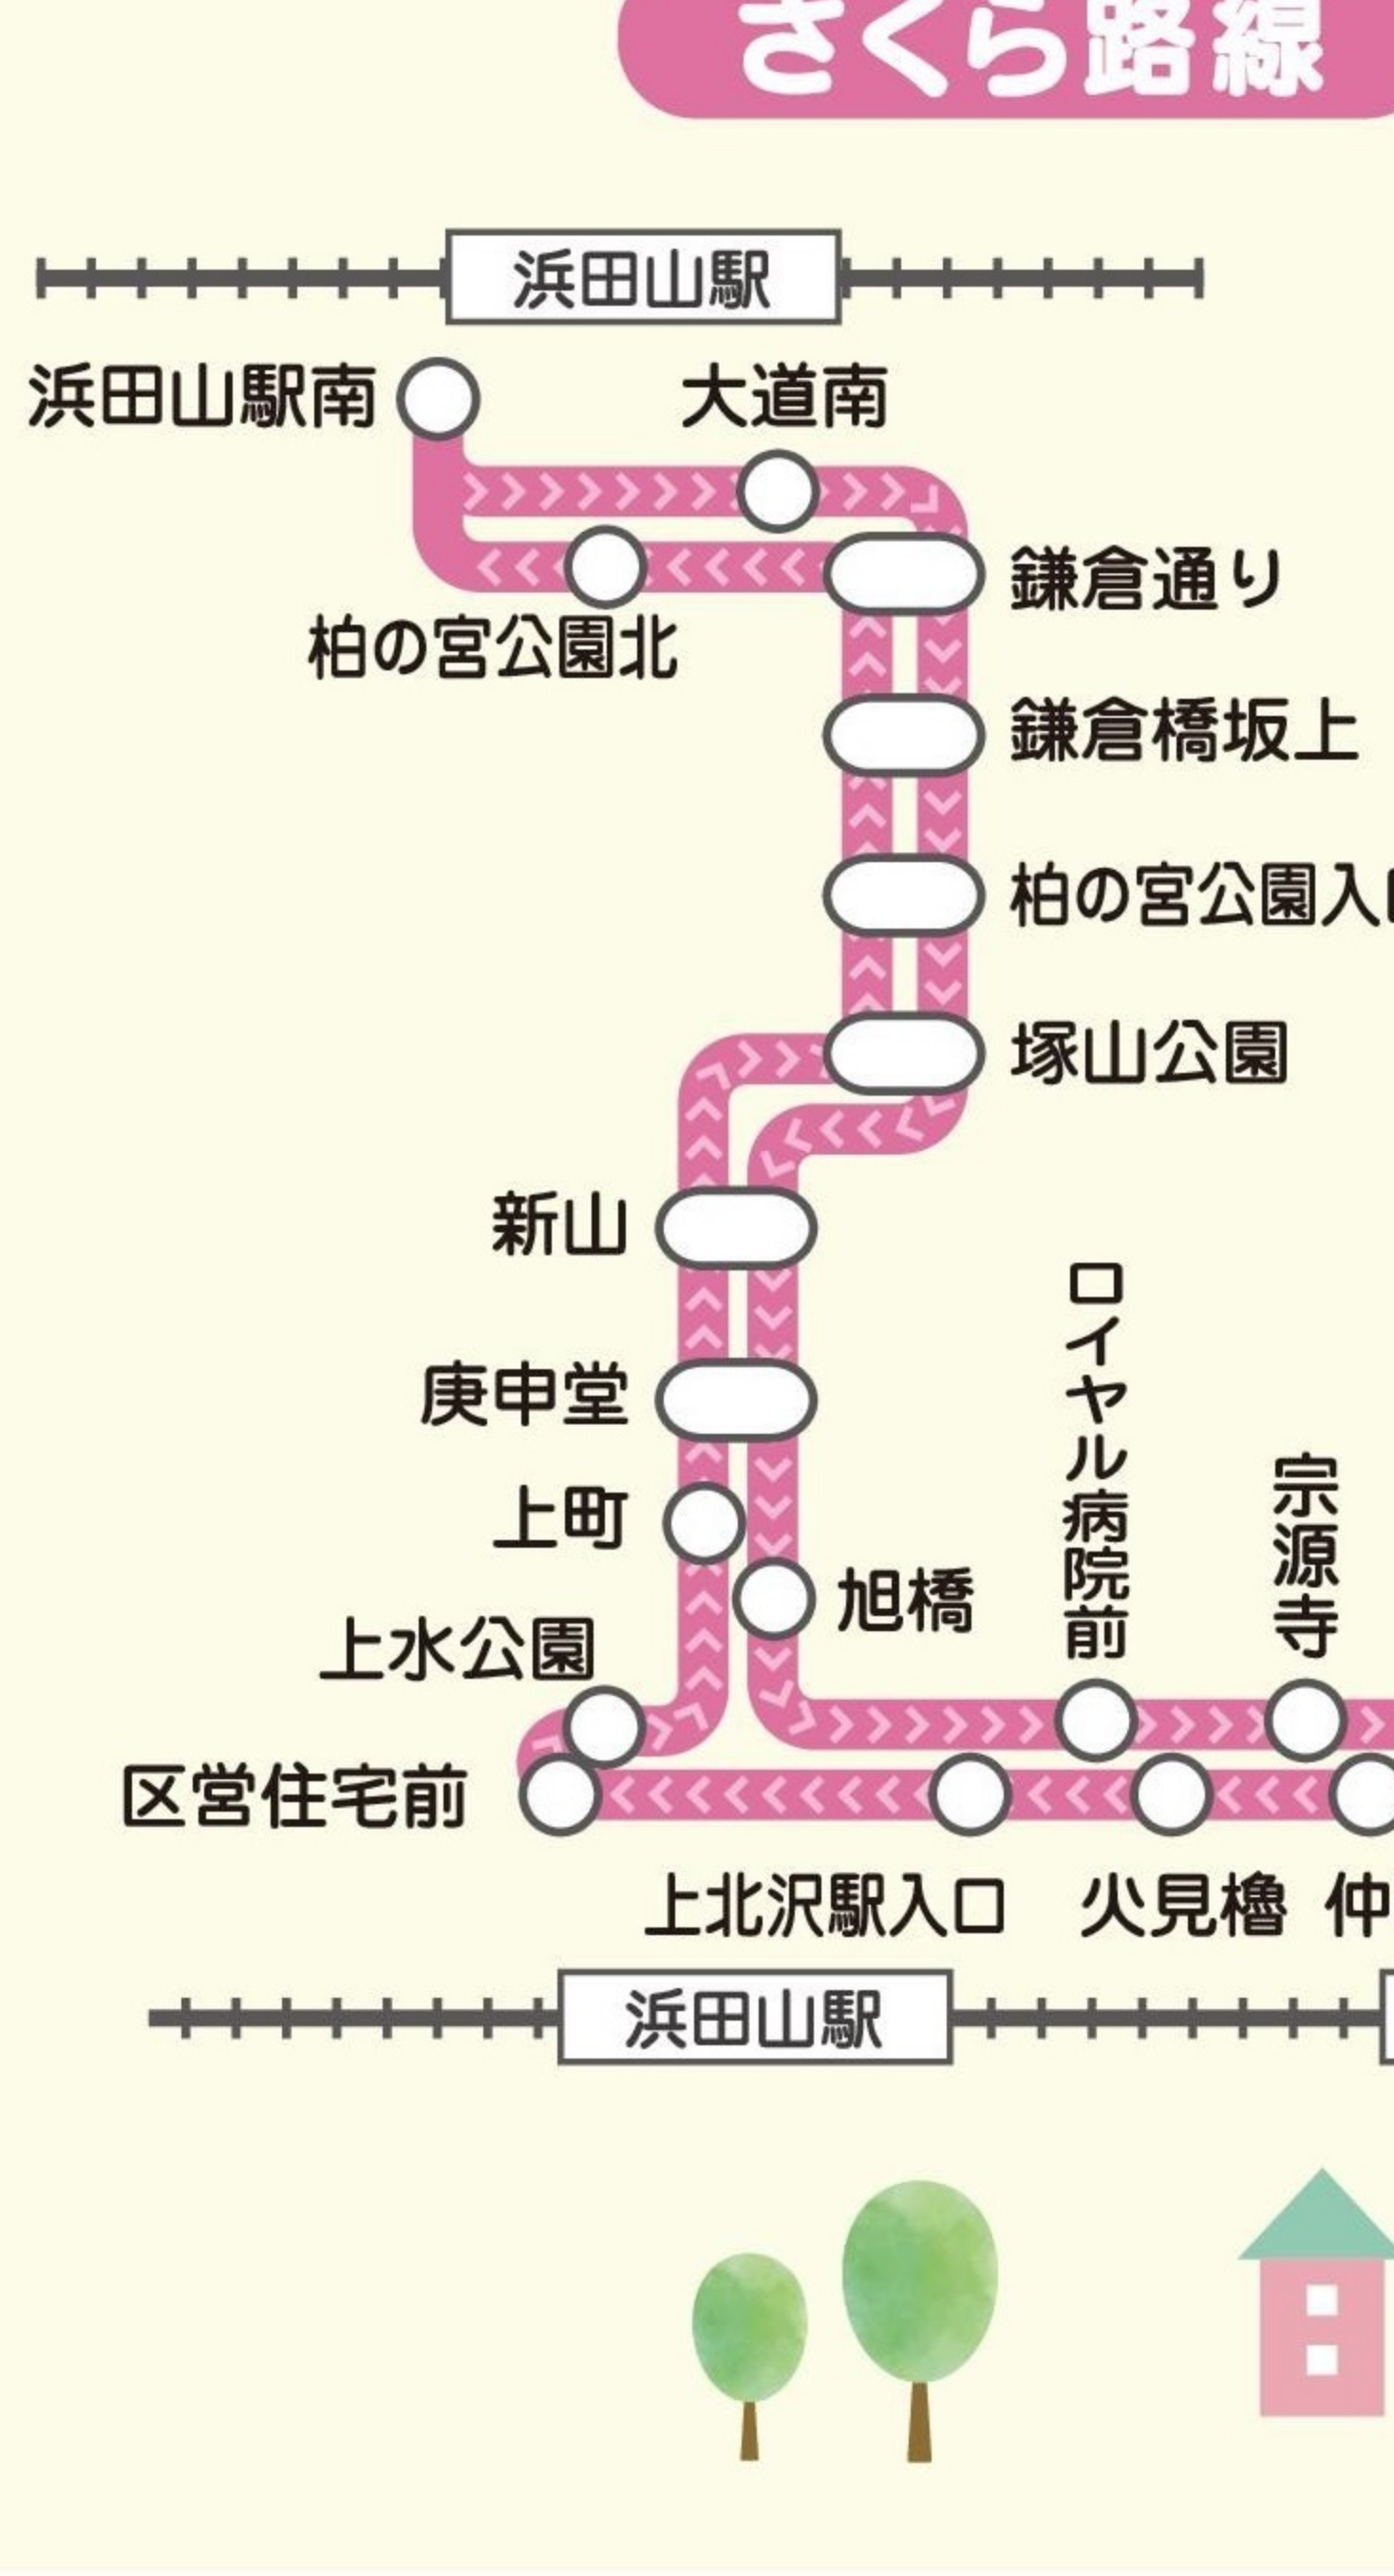 さくら路線
浜田山駅
浜田山駅南
大道南
鎌倉通り
柏の宮公園北
鎌倉橋坂上
柏の宮公園入口
塚山公園
新山
庚申堂
上町
旭橋
ロイヤル病院前
宗源寺
上水公園
区営住宅前
上北沢駅入口
火見櫓
仲
浜田山駅